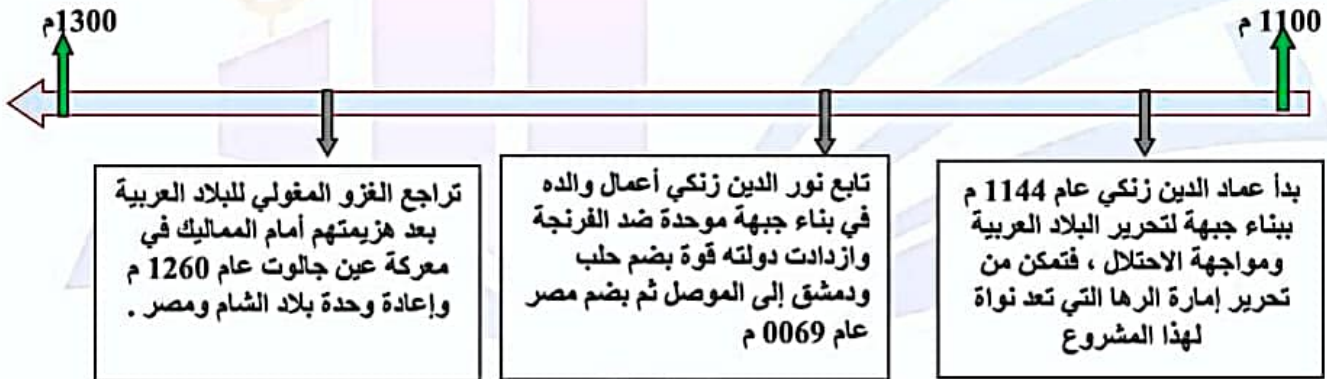 1100 م
1300م
بدأ عماد الدين زنكي عام 1144 م
ببناء جبهة لتحرير البلاد العربية
ومواجهة الاحتلال ، فتمكن من
تحرير إمارة الرها التي تعد نواة
لهذا المشروع
تابع نور الدين زنكي أعمال والده
في بناء جبهة موحدة ضد الفرنجة
وازدادت دولته قوة بضم حلب
ودمشق إلى الموصل ثم بضم مصر
عام 0069 م
تراجع الغزو المغولي للبلاد العربية
بعد هزيمتهم أمام المماليك في
معركة عين جالوت عام 1260 م
وإعادة وحدة بلاد الشام ومصر .